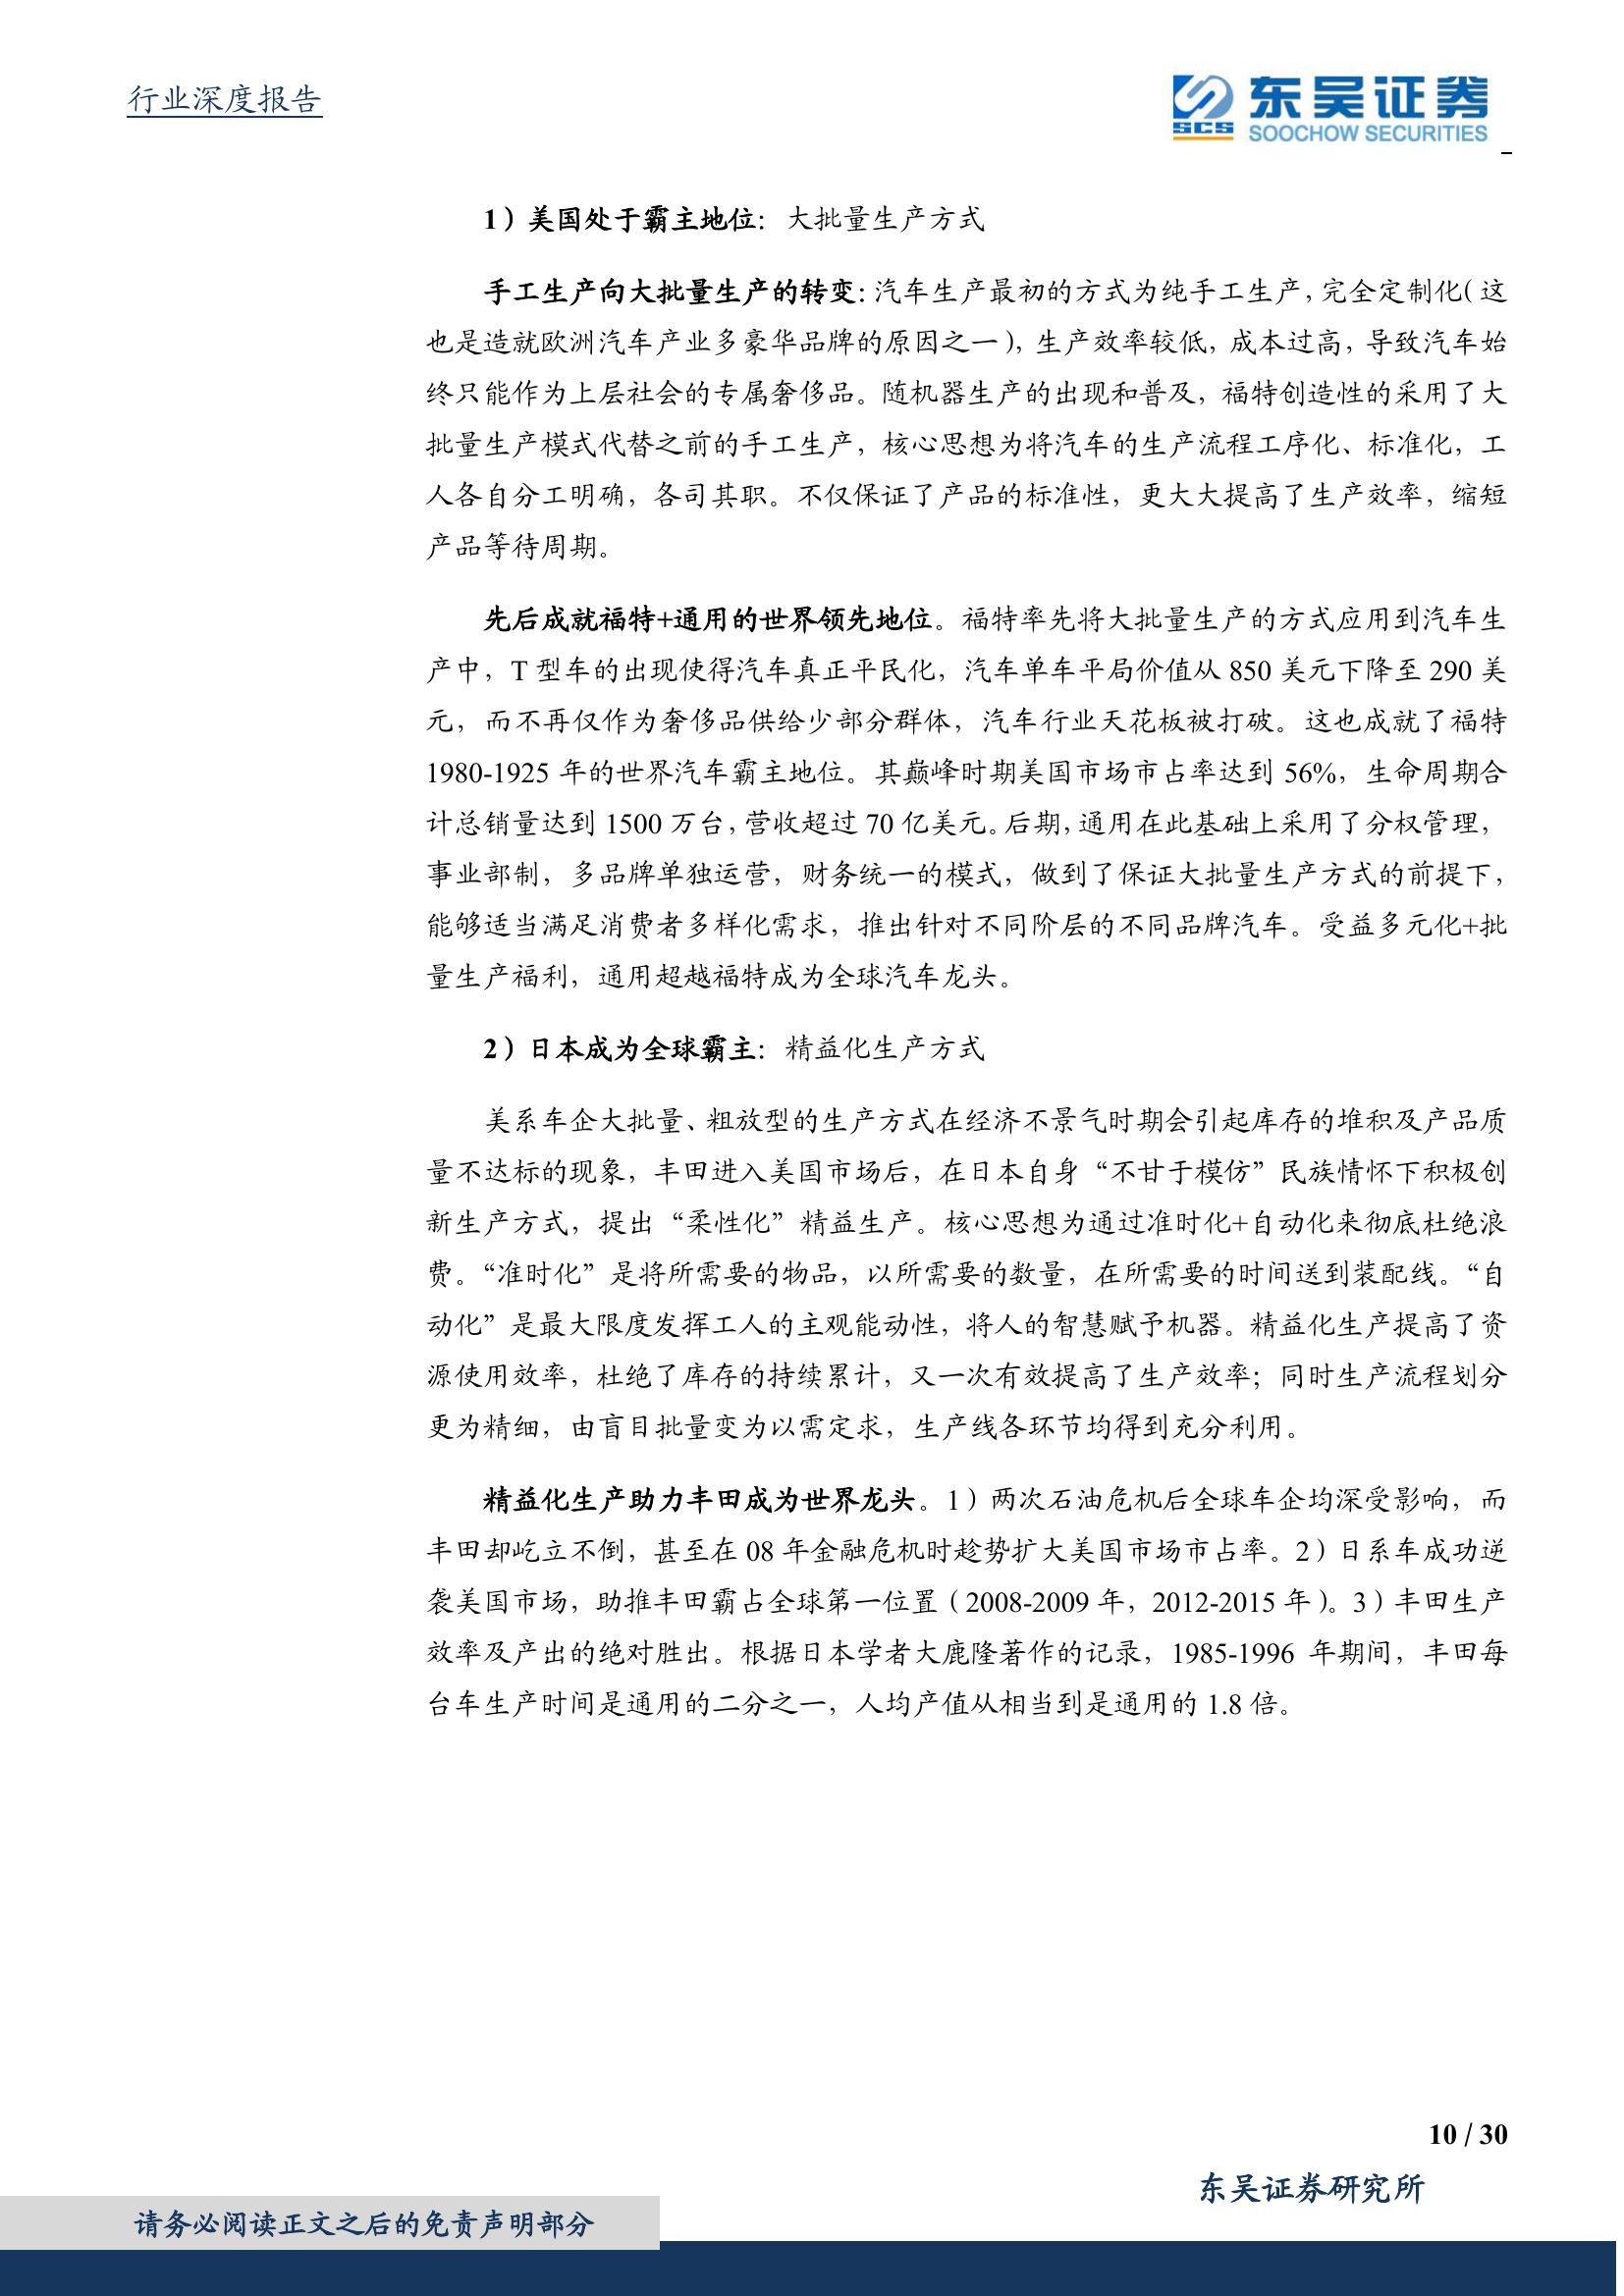 行业深度报告
SCS
东吴证券
SOOCHOW SECURITIES
1）美国处于霸主地位：大批量生产方式
手工生产向大批量生产的转变：汽车生产最初的方式为纯手工生产，完全定制化（这
也是造就欧洲汽车产业多豪华品牌的原因之一），生产效率较低，成本过高，导致汽车始
终只能作为上层社会的专属奢侈品。随机器生产的出现和普及，福特创造性的采用了大
批量生产模式代替之前的手工生产，核心思想为将汽车的生产流程工序化、标准化，工
人各自分工明确，各司其职。不仅保证了产品的标准性，更大大提高了生产效率，缩短
产品等待周期。
先后成就福特+通用的世界领先地位。福特率先将大批量生产的方式应用到汽车生
产中，T 型车的出现使得汽车真正平民化，汽车单车平局价值从 850 美元下降至 290 美
元，而不再仅作为奢侈品供给少部分群体，汽车行业天花板被打破。这也成就了福特
1980-1925 年的世界汽车霸主地位。其巅峰时期美国市场市占率达到 56%，生命周期合
计总销量达到 1500 万台，营收超过 70 亿美元。后期，通用在此基础上采用了分权管理，
事业部制，多品牌单独运营，财务统一的模式，做到了保证大批量生产方式的前提下，
能够适当满足消费者多样化需求，推出针对不同阶层的不同品牌汽车。受益多元化+批
量生产福利，通用超越福特成为全球汽车龙头。
2）日本成为全球霸主：精益化生产方式
美系车企大批量、粗放型的生产方式在经济不景气时期会引起库存的堆积及产品质
量不达标的现象，丰田进入美国市场后，在日本自身“不甘于模仿”民族情怀下积极创
新生产方式，提出“柔性化”精益生产。核心思想为通过准时化+自动化来彻底杜绝浪
费。“准时化”是将所需要的物品，以所需要的数量，在所需要的时间送到装配线。“自
动化”是最大限度发挥工人的主观能动性，将人的智慧赋予机器。精益化生产提高了资
源使用效率，杜绝了库存的持续累计，又一次有效提高了生产效率；同时生产流程划分
更为精细，由盲目批量变为以需定求，生产线各环节均得到充分利用。
精益化生产助力丰田成为世界龙头。1）两次石油危机后全球车企均深受影响，而
丰田却屹立不倒，甚至在 08 年金融危机时趁势扩大美国市场市占率。2）日系车成功逆
袭美国市场，助推丰田霸占全球第一位置（2008-2009 年，2012-2015 年）。3）丰田生产
效率及产出的绝对胜出。根据日本学者大鹿隆著作的记录，1985-1996 年期间，丰田每
台车生产时间是通用的二分之一，人均产值从相当到是通用的 1.8 倍。
10 / 30
东吴证券研究所
请务必阅读正文之后的免责声明部分